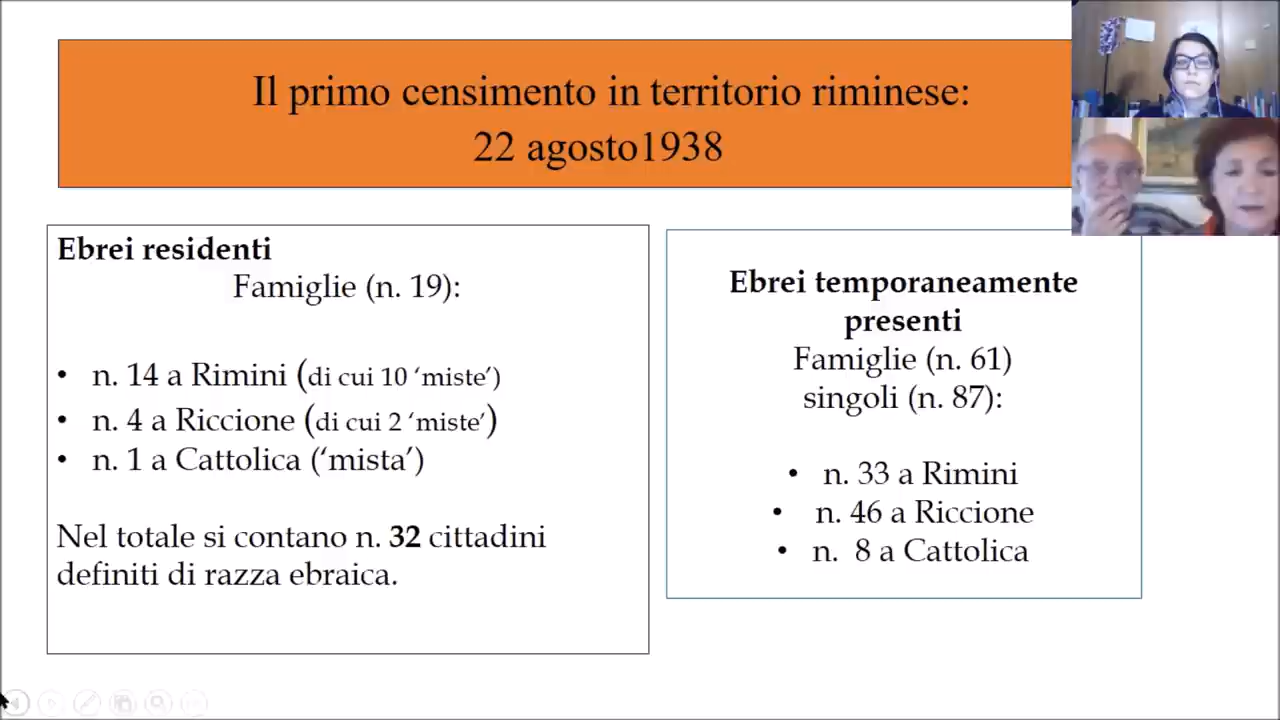 Il primo censimento in territorio riminese:
22 agosto1938
Ebrei residenti
Famiglie (n. 19):
• n. 14 a Rimini (di cui 10 ‘miste’)
• n. 4 a Riccione (di cui 2 ‘miste’)
• n. 1 a Cattolica (‘mista’)
Nel totale si contano n. 32 cittadini
definiti di razza ebraica.
Ebrei temporaneamente
presenti
Famiglie (n. 61)
singoli (n. 87):
• n. 33 a Rimini
• n. 46 a Riccione
• n. 8 a Cattolica